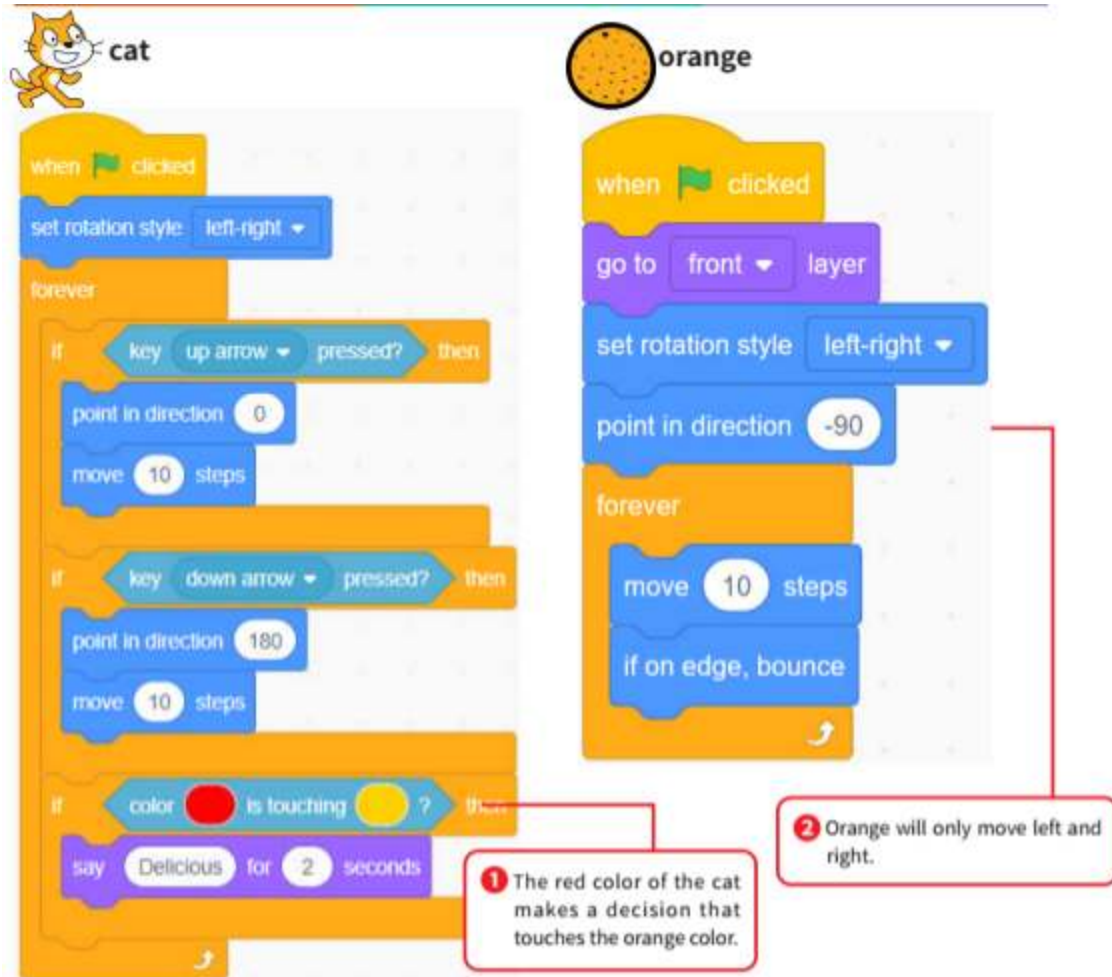 cat
when clicked
set rotation style left-right
forever
if key up arrow pressed? then
point in direction 0
move 10 steps
if key down arrow pressed? then
point in direction 180
move 10 steps
if color is touching ? then
say Delicious for 2 seconds
1 The red color of the cat
makes a decision that
touches the orange color.
orange
when clicked
go to front layer
set rotation style left-right
point in direction -90
forever
move 10 steps
if on edge, bounce
2 Orange will only move left and
right.